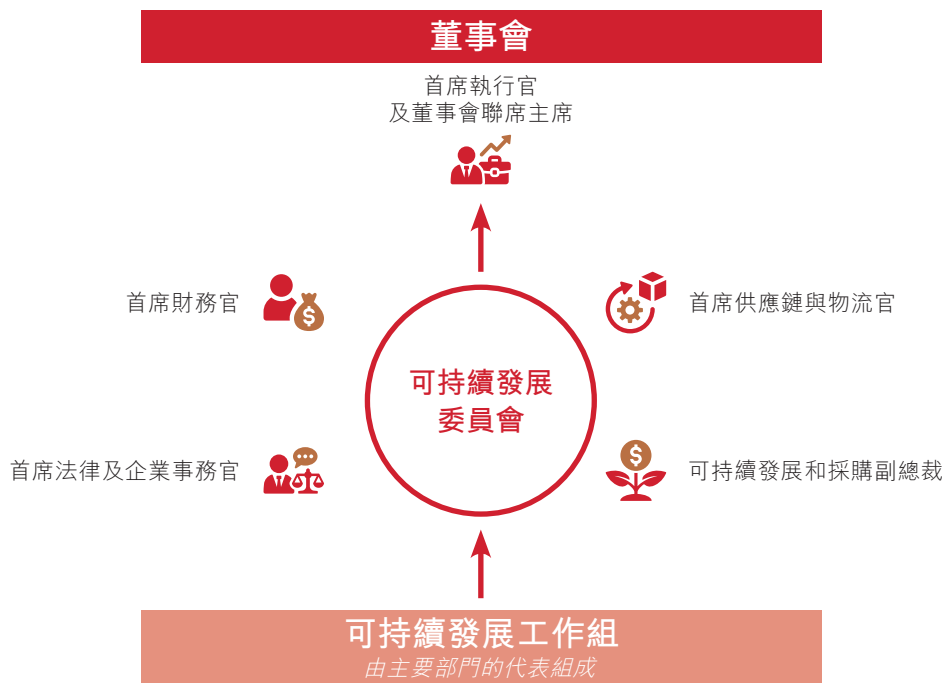 董事會
首席執行官
及董事會聯席主席
首席財務官
首席供應鏈與物流官
可持續發展
委員會
首席法律及企業事務官
可持續發展和採購副總裁
可持續發展工作組
由主要部門的代表組成